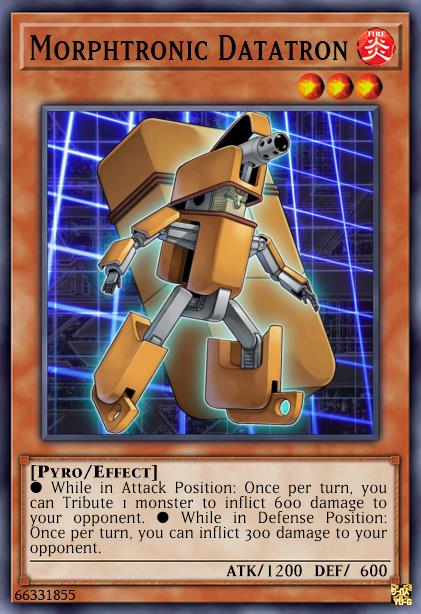 MORPHTRONIC DATATRON
FIRE
炎
[PYRO/EFFECT]
● While in Attack Position: Once per turn, you
can Tribute 1 monster to inflict 600 damage to
your opponent. ● While in Defense Position:
Once per turn, you can inflict 300 damage to your
opponent.
ATK/1200 DEF/ 600
66331855